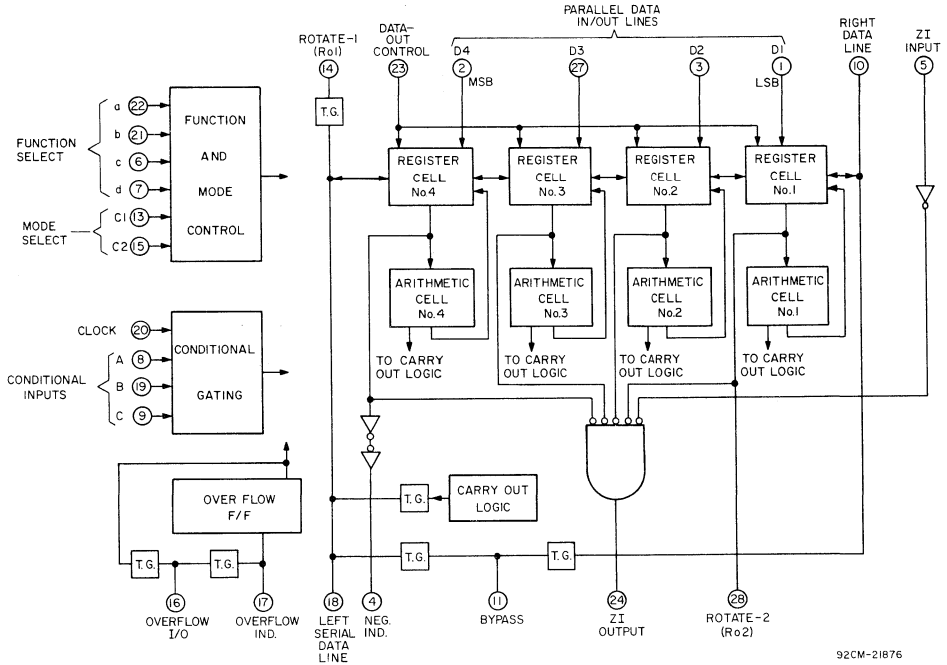 PARALLEL DATA
IN/OUT LINES
ROTATE-1
(Ro1)
14
DATA-
OUT
CONTROL
23
D4
2
MSB
D3
27
D2
3
D1
1
LSB
RIGHT
DATA
LINE
10
ZI
INPUT
5
T.G.
FUNCTION
SELECT
a 22
b 21
c 6
d 7
MODE
SELECT
C1 13
C2 15
FUNCTION
AND
MODE
CONTROL
REGISTER
CELL
No.4
REGISTER
CELL
No.3
REGISTER
CELL
No.2
REGISTER
CELL
No.1
ARITHMETIC
CELL
No.4
ARITHMETIC
CELL
No.3
ARITHMETIC
CELL
No.2
ARITHMETIC
CELL
No.1
TO CARRY
OUT LOGIC
TO CARRY
OUT LOGIC
TO CARRY
OUT LOGIC
TO CARRY
OUT LOGIC
CLOCK 20
CONDITIONAL
INPUTS
A 8
B 19
C 9
CONDITIONAL
GATING
OVER FLOW
F/F
T.G.
T.G.
T.G.
CARRY OUT
LOGIC
T.G.
T.G.
16
OVERFLOW
I/O
17
OVERFLOW
IND.
18
LEFT
SERIAL
DATA
LINE
4
NEG.
IND.
11
BYPASS
24
ZI
OUTPUT
28
ROTATE-2
(Ro2)
92CM-21876